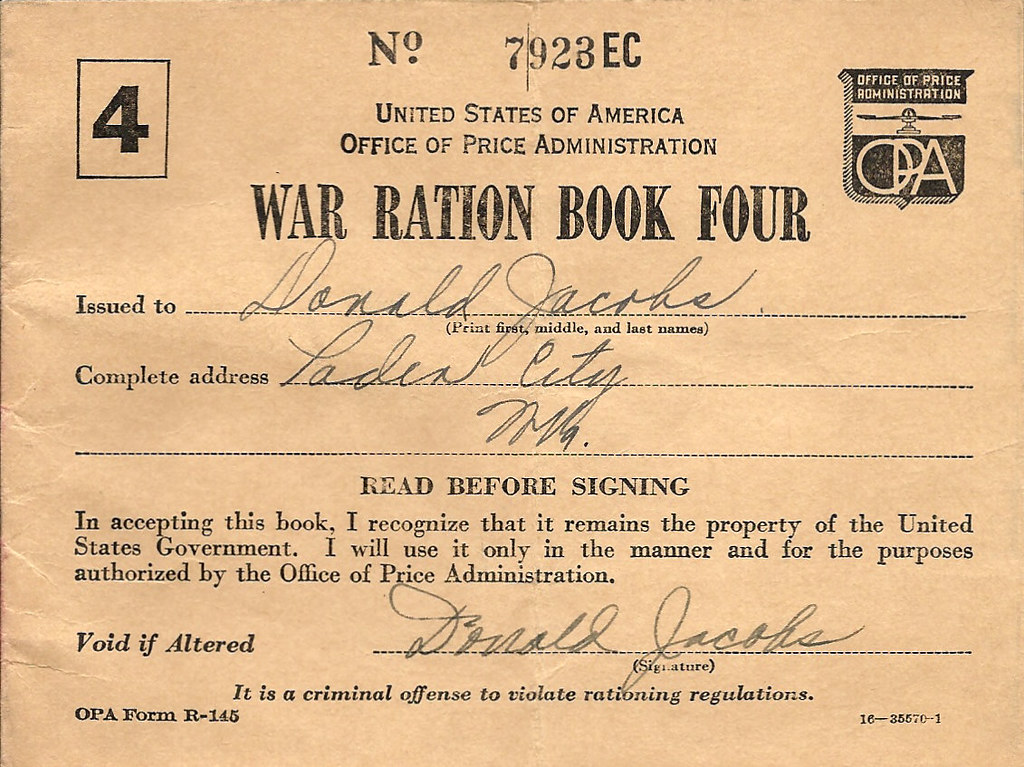 Nº 7923 EC
4
OFFICE OF PRICE
ADMINISTRATION
OPA
UNITED STATES OF AMERICA
OFFICE OF PRICE ADMINISTRATION
WAR RATION BOOK FOUR
Issued to Donald Jacobs.
(Print first, middle, and last names)
Complete address Paden City
W Va.
READ BEFORE SIGNING
In accepting this book, I recognize that it remains the property of the United
States Government. I will use it only in the manner and for the purposes
authorized by the Office of Price Administration.
Void if Altered Donald Jacobs
(Signature)
It is a criminal offense to violate rationing regulations.
OPA Form R-145 16—35570-1